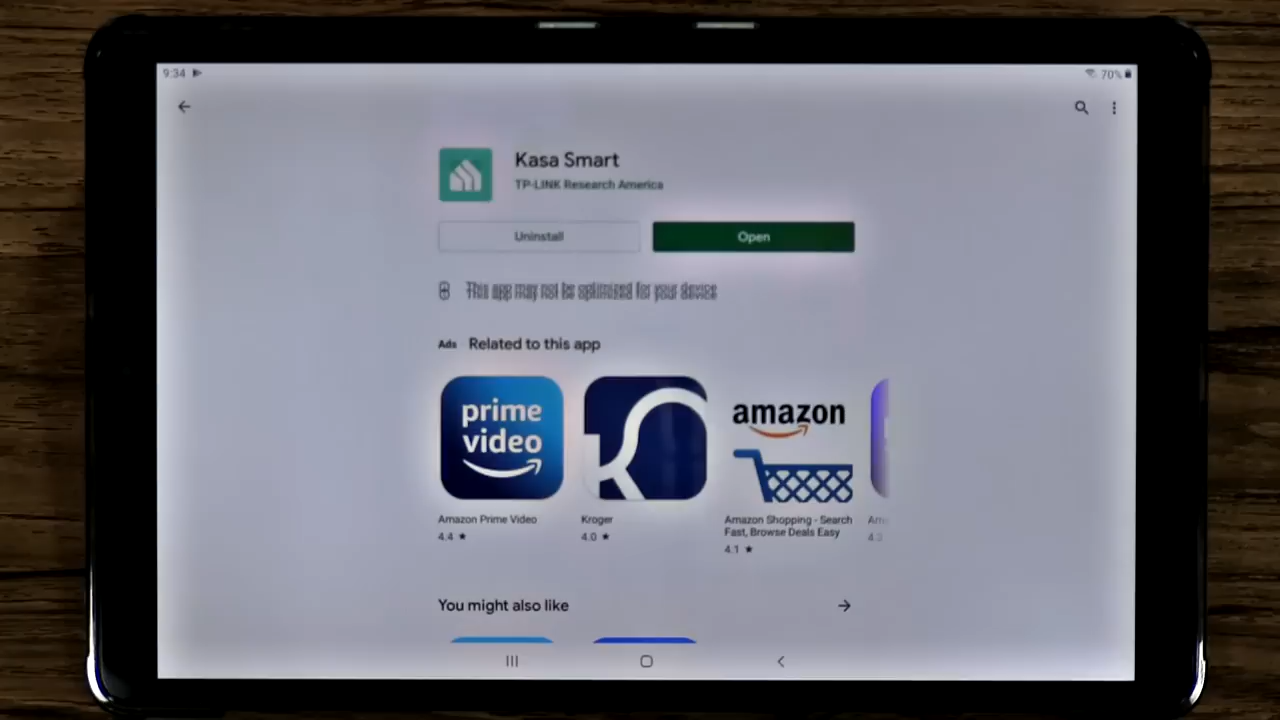 9:34
70%
Kasa Smart
TP-LINK Research America
Uninstall
Open
This app may not be optimized for your device
Ads Related to this app
prime
video
amazon
Amazon Prime Video
4.4 ★
Kroger
4.0 ★
Amazon Shopping - Search
Fast, Browse Deals Easy
4.1 ★
You might also like